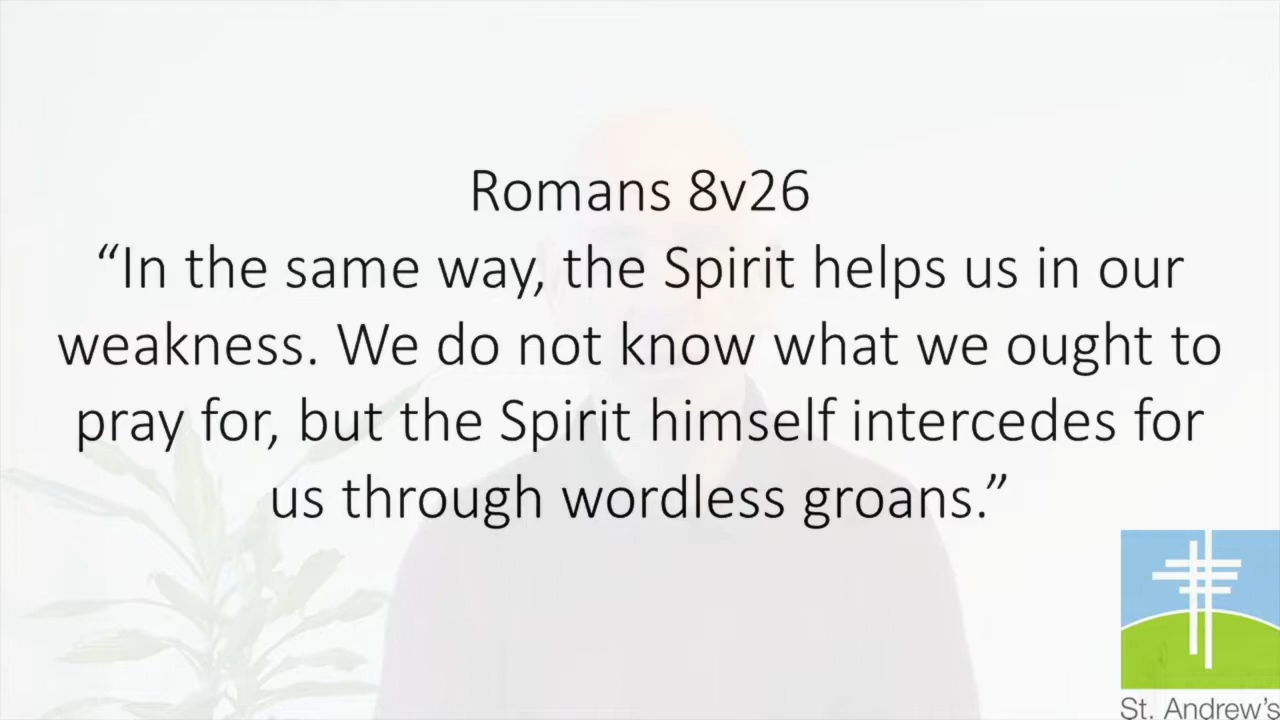 Romans 8v26
“In the same way, the Spirit helps us in our
weakness. We do not know what we ought to
pray for, but the Spirit himself intercedes for
us through wordless groans.”
St. Andrew’s